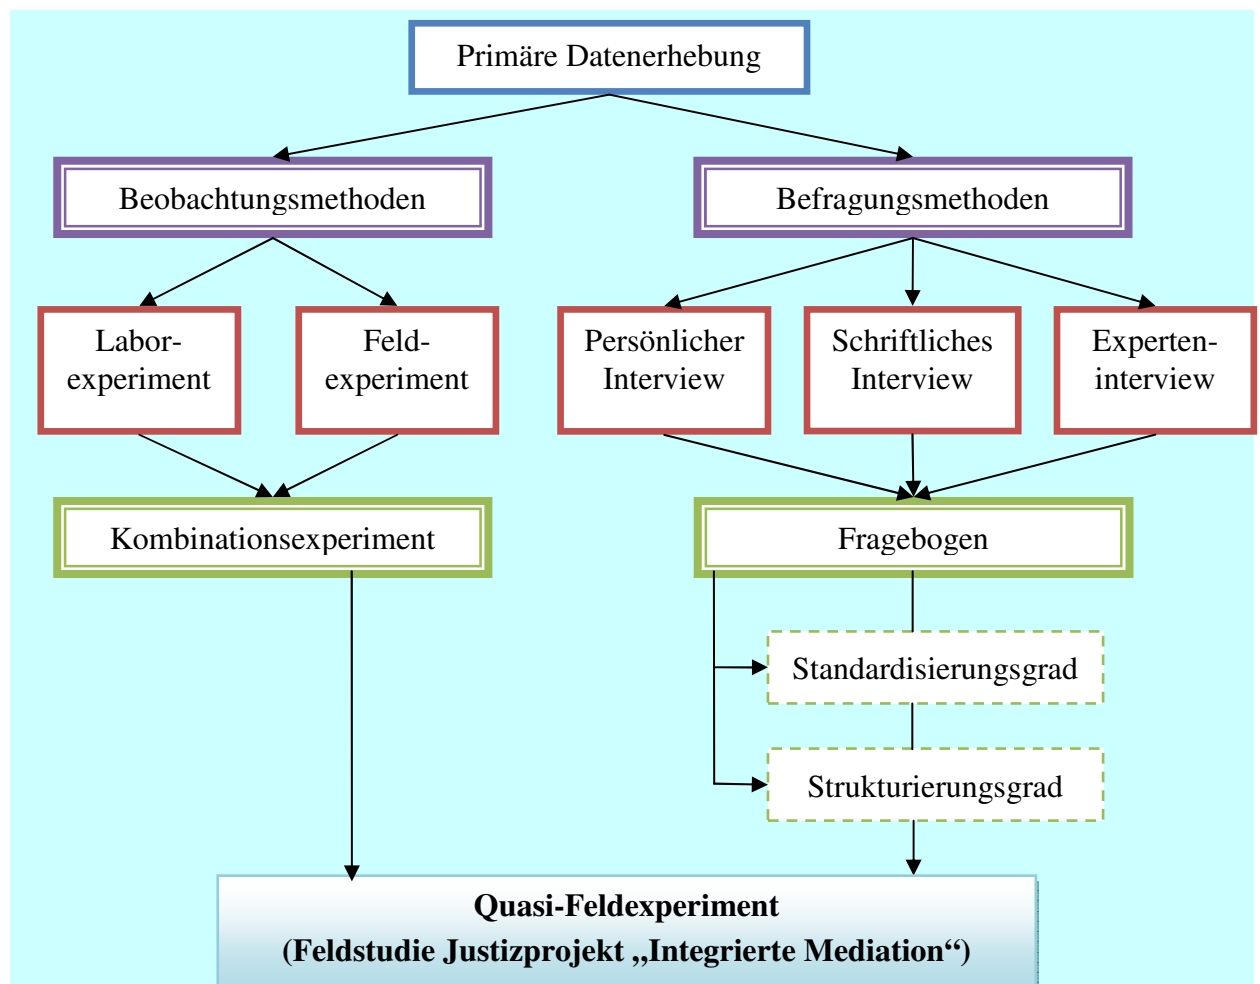 Primäre Datenerhebung
Beobachtungsmethoden
Befragungsmethoden
Labor-
experiment
Feld-
experiment
Persönlicher
Interview
Schriftliches
Interview
Experten-
interview
Kombinationsexperiment
Fragebogen
Standardisierungsgrad
Strukturierungsgrad
Quasi-Feldexperiment
(Feldstudie Justizprojekt „Integrierte Mediation“)